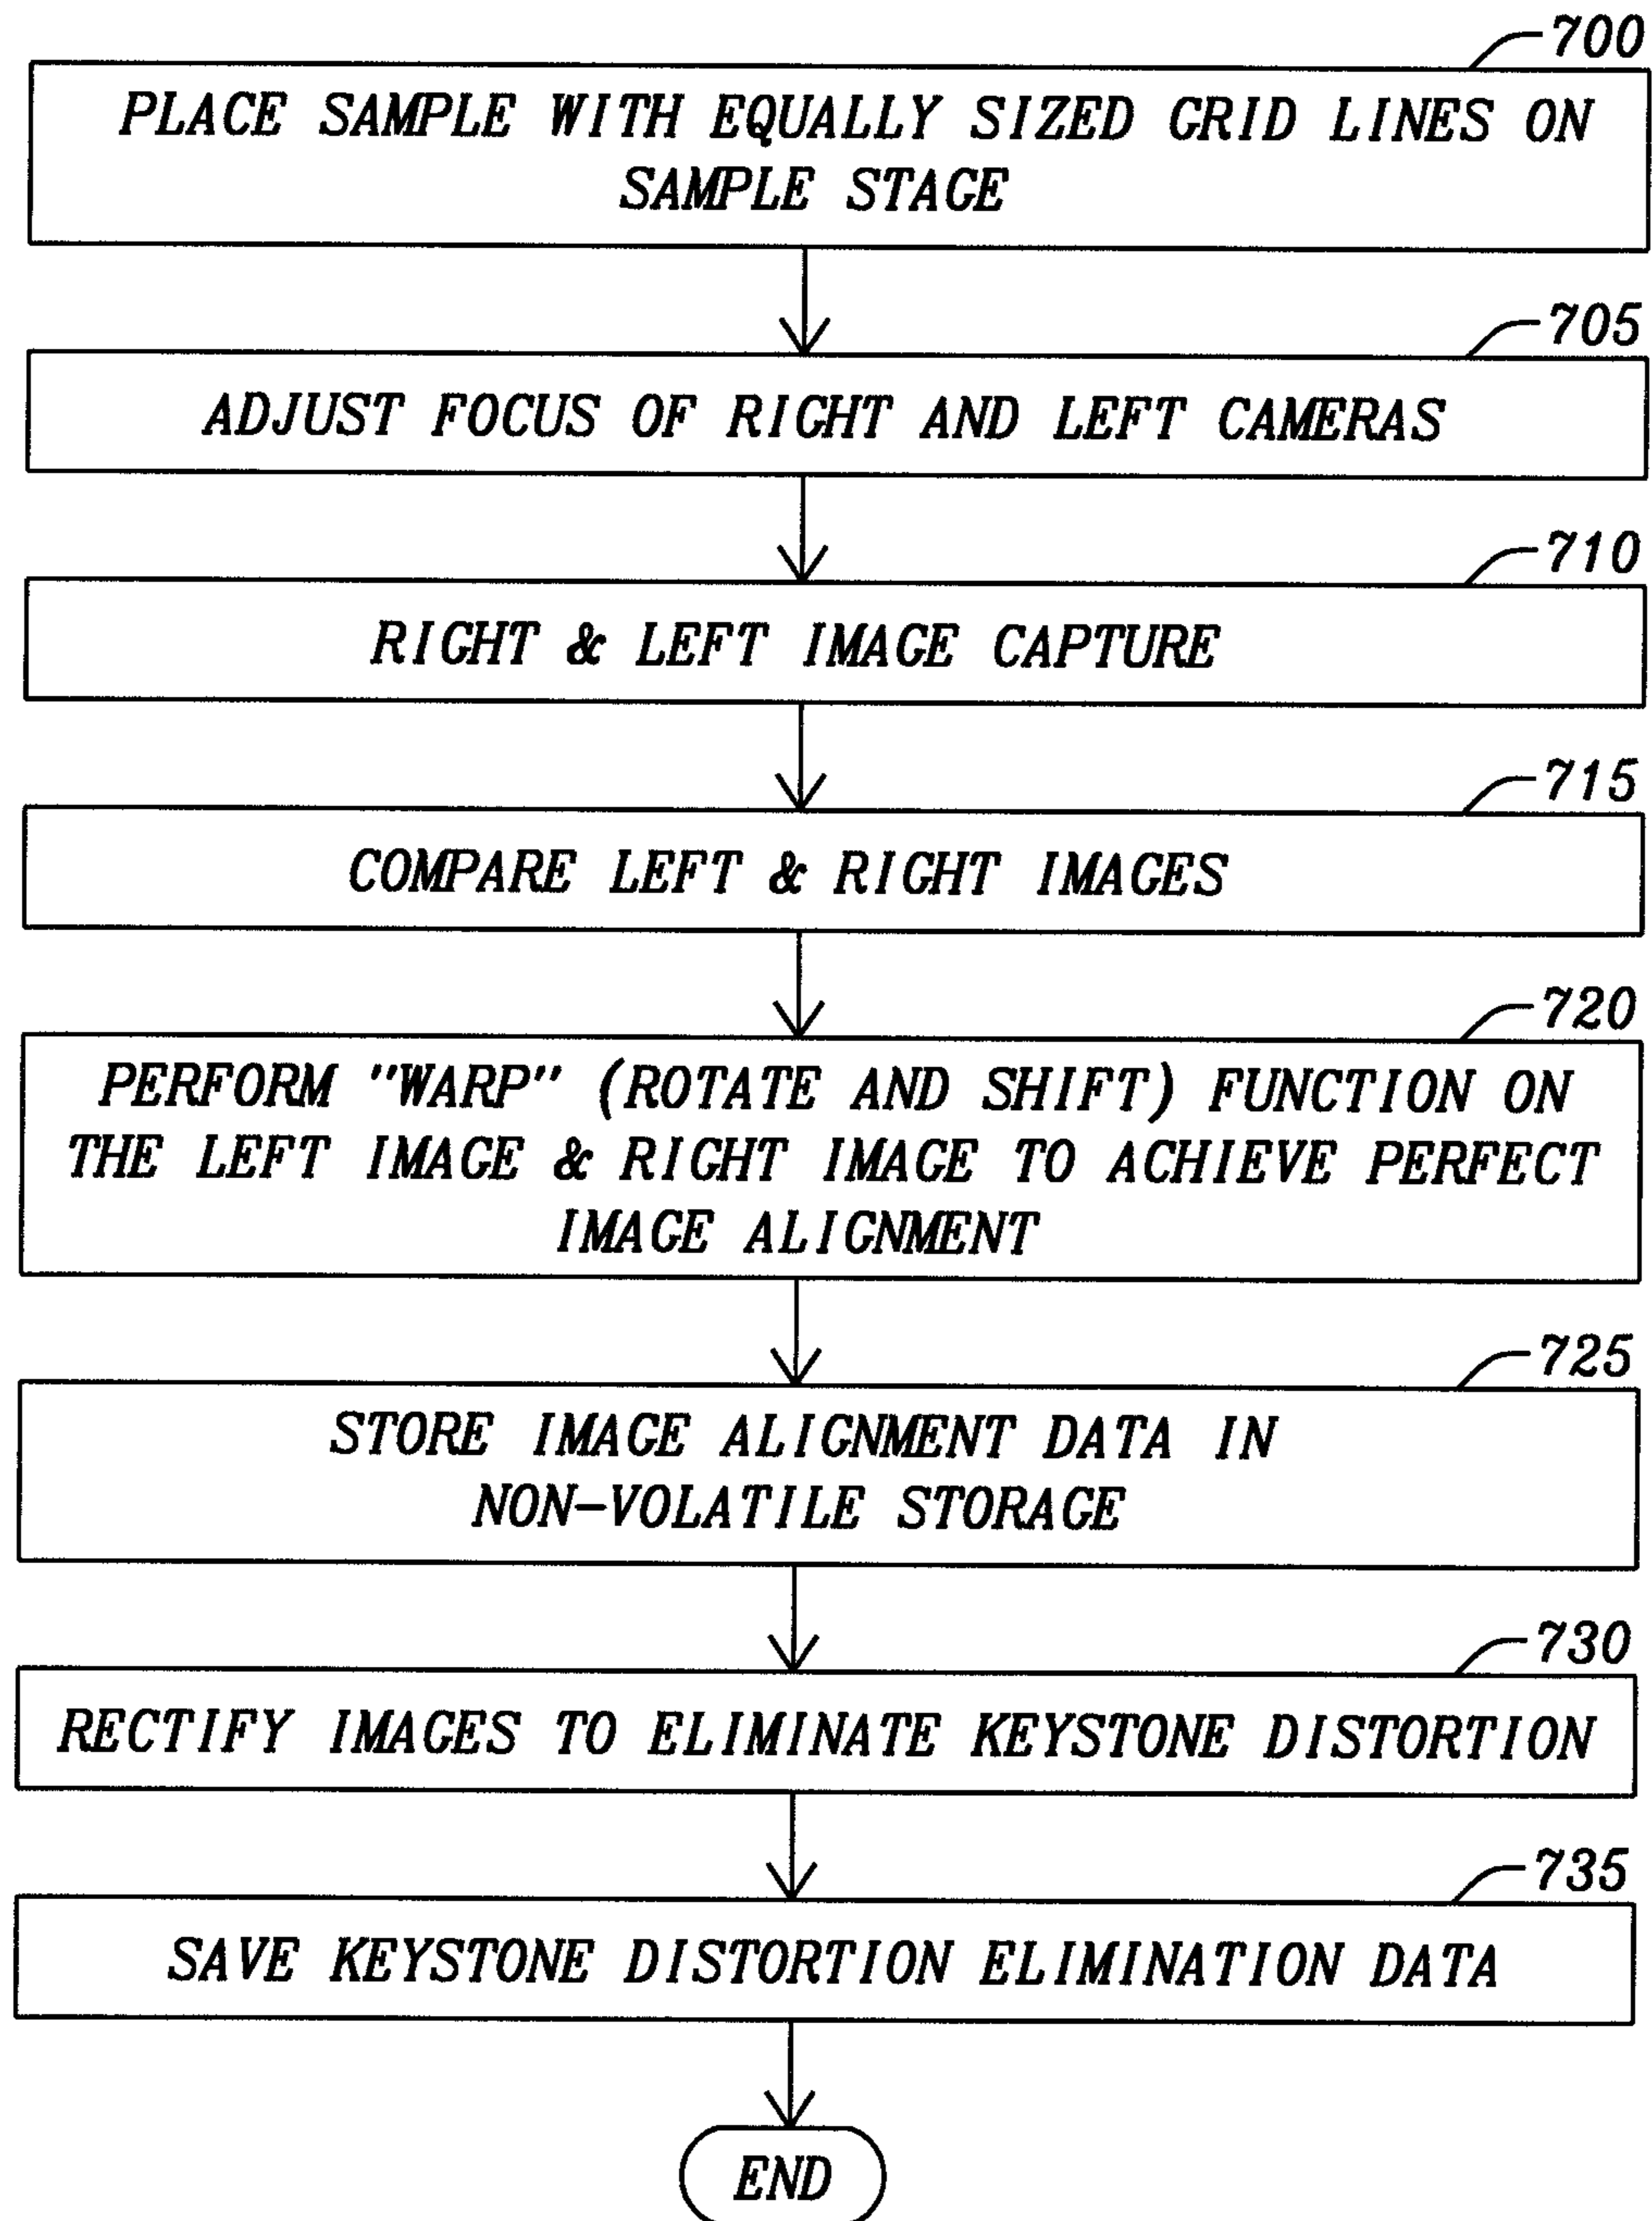 700
PLACE SAMPLE WITH EQUALLY SIZED GRID LINES ON
SAMPLE STAGE
705
ADJUST FOCUS OF RIGHT AND LEFT CAMERAS
710
RIGHT & LEFT IMAGE CAPTURE
715
COMPARE LEFT & RIGHT IMAGES
720
PERFORM "WARP" (ROTATE AND SHIFT) FUNCTION ON
THE LEFT IMAGE & RIGHT IMAGE TO ACHIEVE PERFECT
IMAGE ALIGNMENT
725
STORE IMAGE ALIGNMENT DATA IN
NON-VOLATILE STORAGE
730
RECTIFY IMAGES TO ELIMINATE KEYSTONE DISTORTION
735
SAVE KEYSTONE DISTORTION ELIMINATION DATA
END